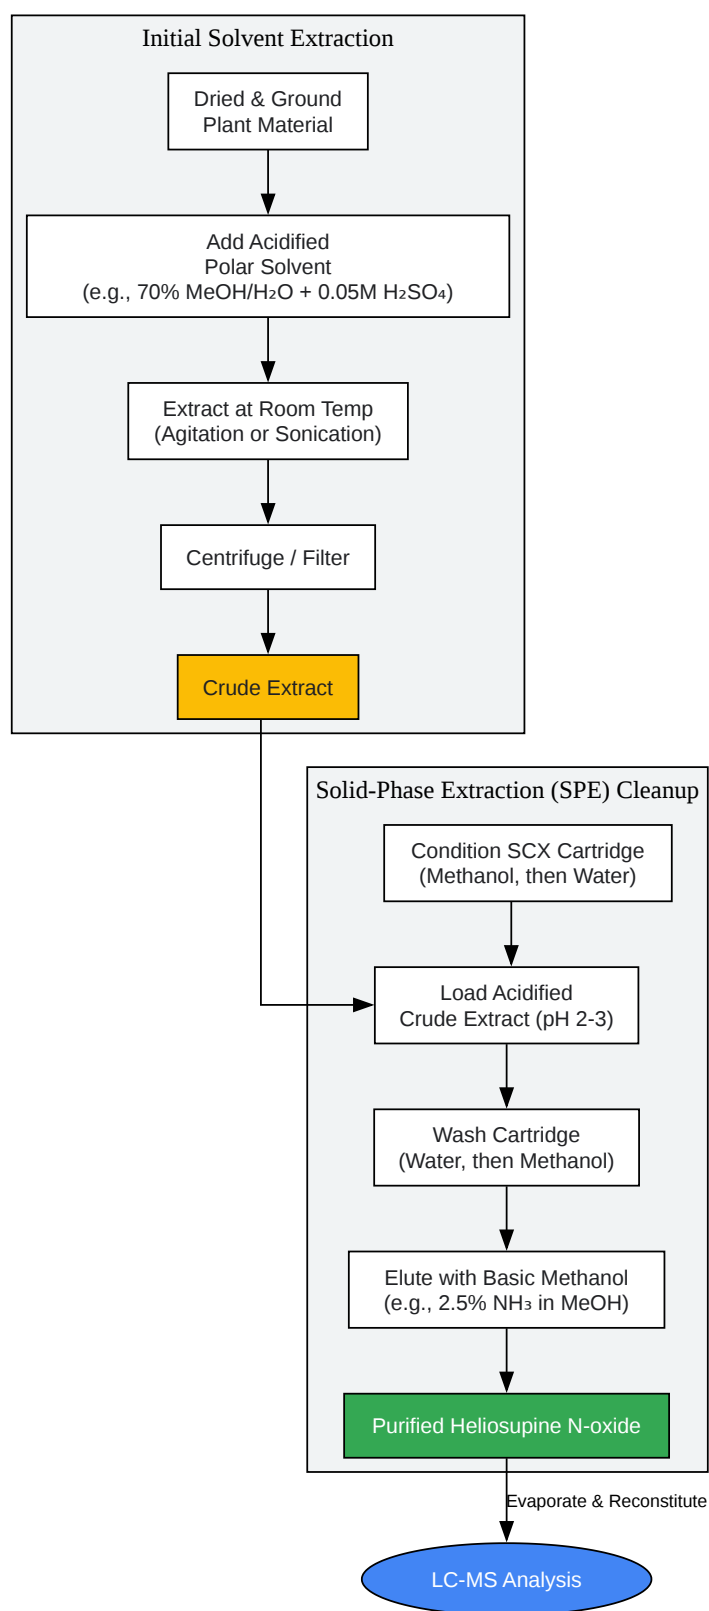 Initial Solvent Extraction
Dried & Ground
Plant Material
Add Acidified
Polar Solvent
(e.g., 70% MeOH/H₂O + 0.05M H₂SO₄)
Extract at Room Temp
(Agitation or Sonication)
Centrifuge / Filter
Crude Extract
Solid-Phase Extraction (SPE) Cleanup
Condition SCX Cartridge
(Methanol, then Water)
Load Acidified
Crude Extract (pH 2-3)
Wash Cartridge
(Water, then Methanol)
Elute with Basic Methanol
(e.g., 2.5% NH₃ in MeOH)
Purified Heliosupine N-oxide
Evaporate & Reconstitute
LC-MS Analysis